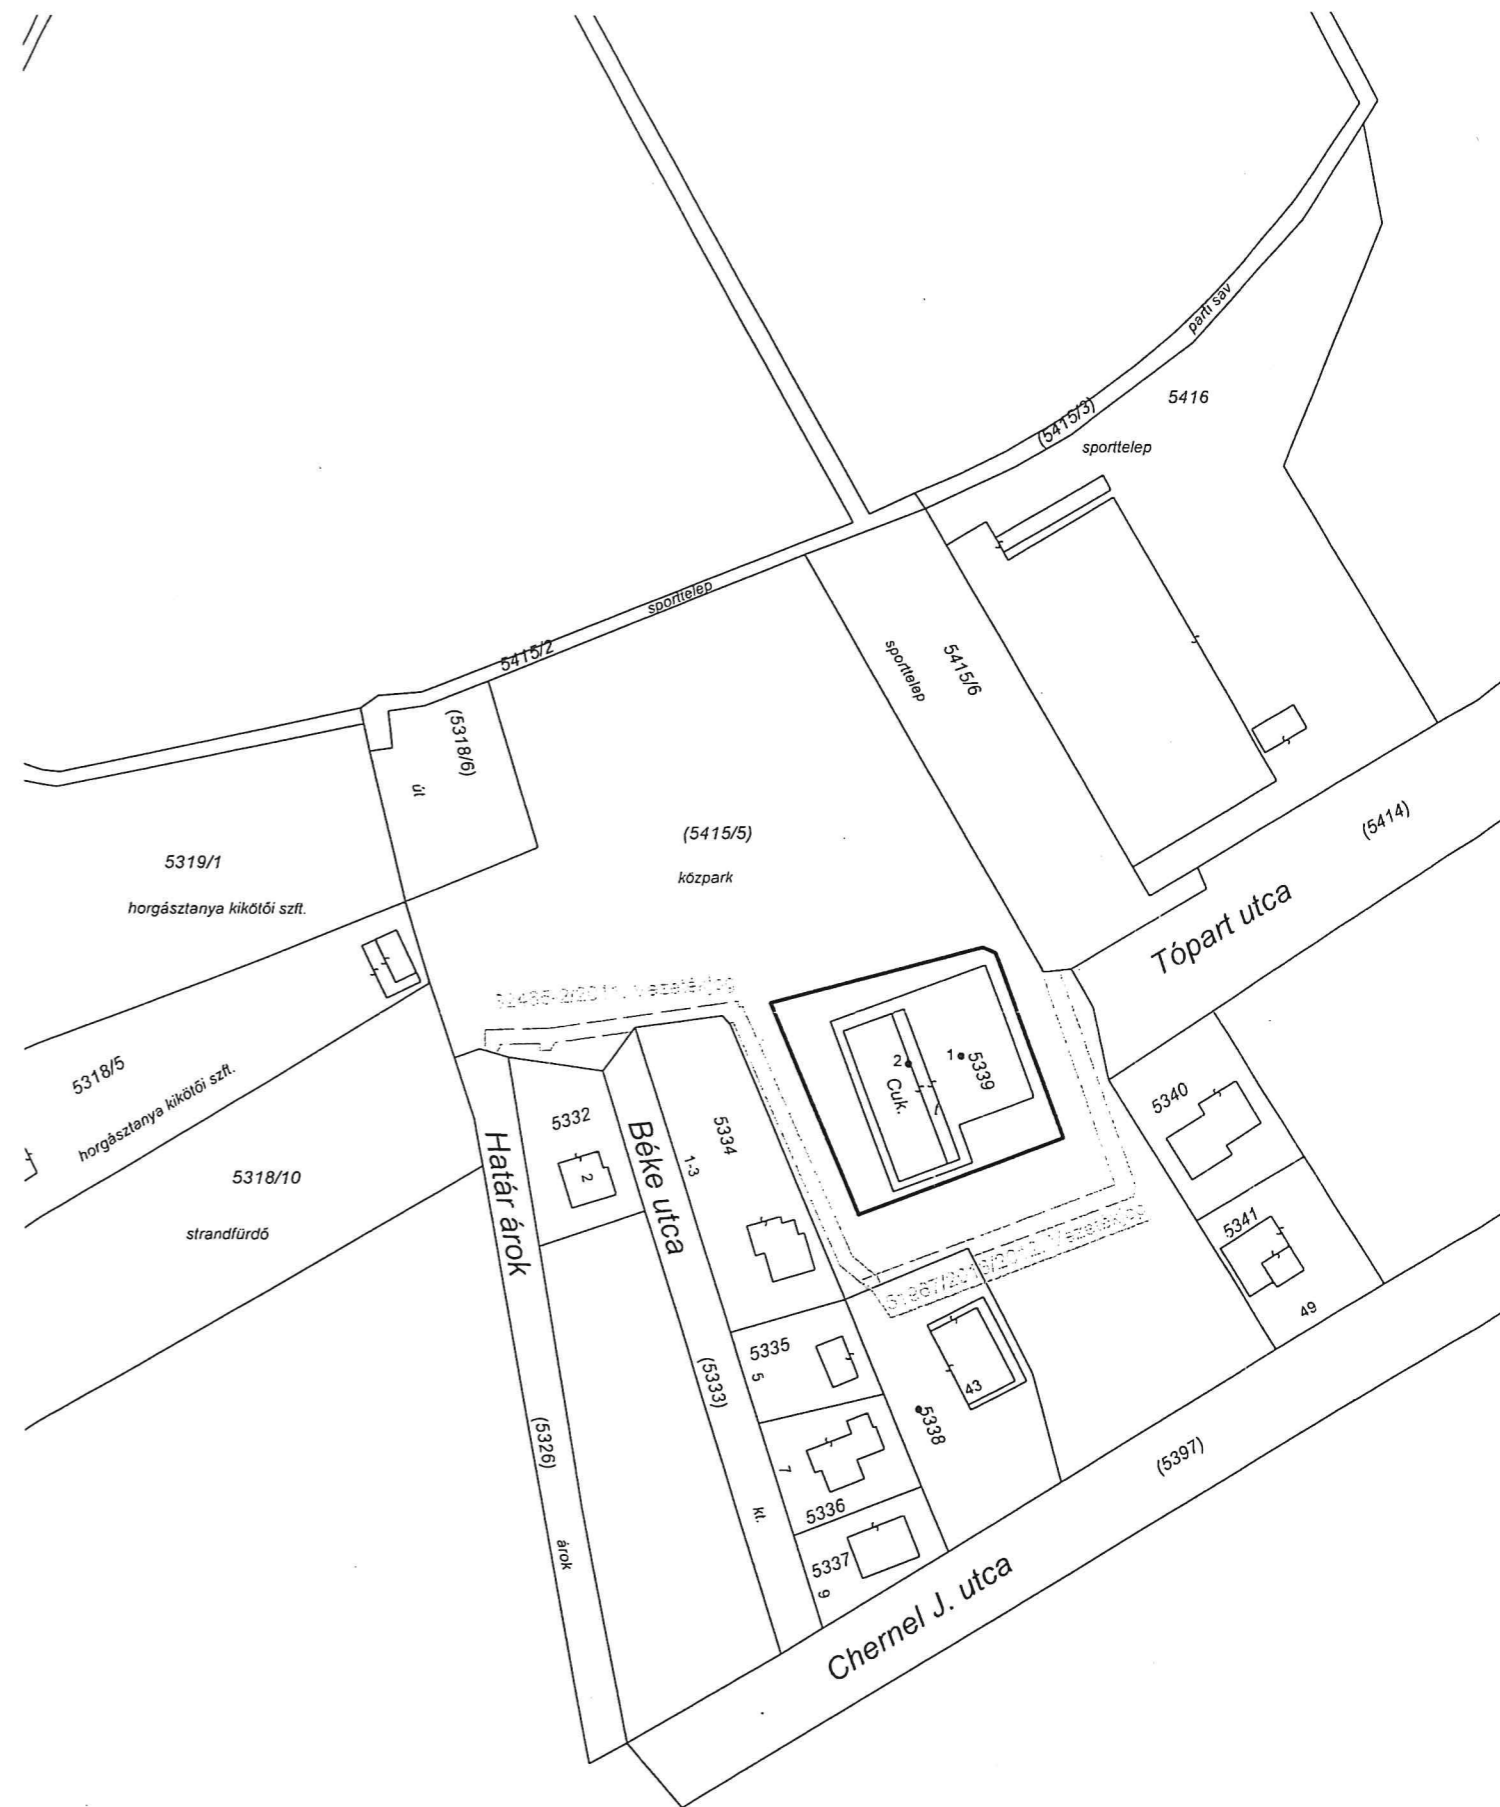 parti sáv
5416
(5415/3)
sporttelep
sporttelep
5415/2
sporttelep
5415/6
(5318/6)
út
(5414)
(5415/5)
közpark
5319/1
horgásztanya kikötői szft.
Tópart utca
5318/5
horgásztanya kikötői szft.
2
Cuk.
1
5339
5340
5332
2
Határ árok
Béke utca
1-3
5334
5318/10
strandfürdő
5341
49
5335
5
43
5338
(5333)
(5326)
árok
7
5336
kt.
5337
9
(5397)
Chernel J. utca